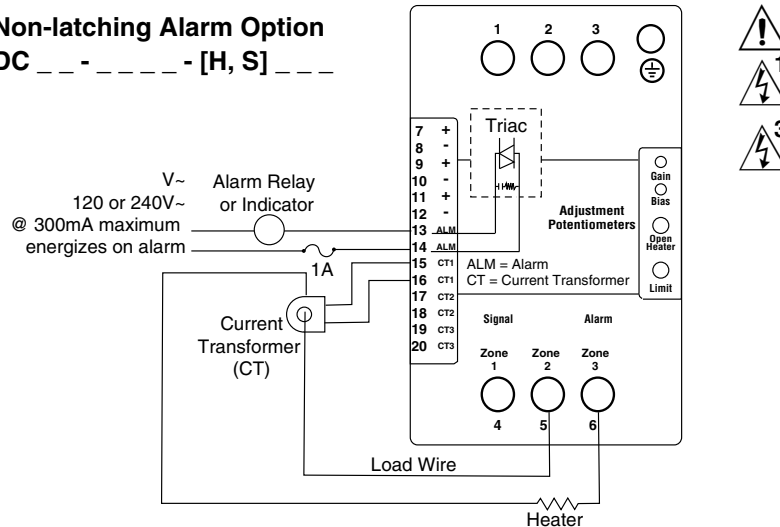 Non-latching Alarm Option
DC _ _ - _ _ _ _ - [H, S] _ _ _
1 2 3
7 +
8 -
9 +
10 -
11 +
12 -
13 ALM
14 ALM
15 CT1
16 CT1
17 CT2
18 CT2
19 CT3
20 CT3
Triac
Gain
Bias
Open
Heater
Limit
Adjustment
Potentiometers
V~
120 or 240V~
@ 300mA maximum
energizes on alarm
Alarm Relay
or Indicator
1A
ALM = Alarm
CT = Current Transformer
Current
Transformer
(CT)
Signal
Alarm
Zone
1
Zone
2
Zone
3
4 5 6
Load Wire
Heater